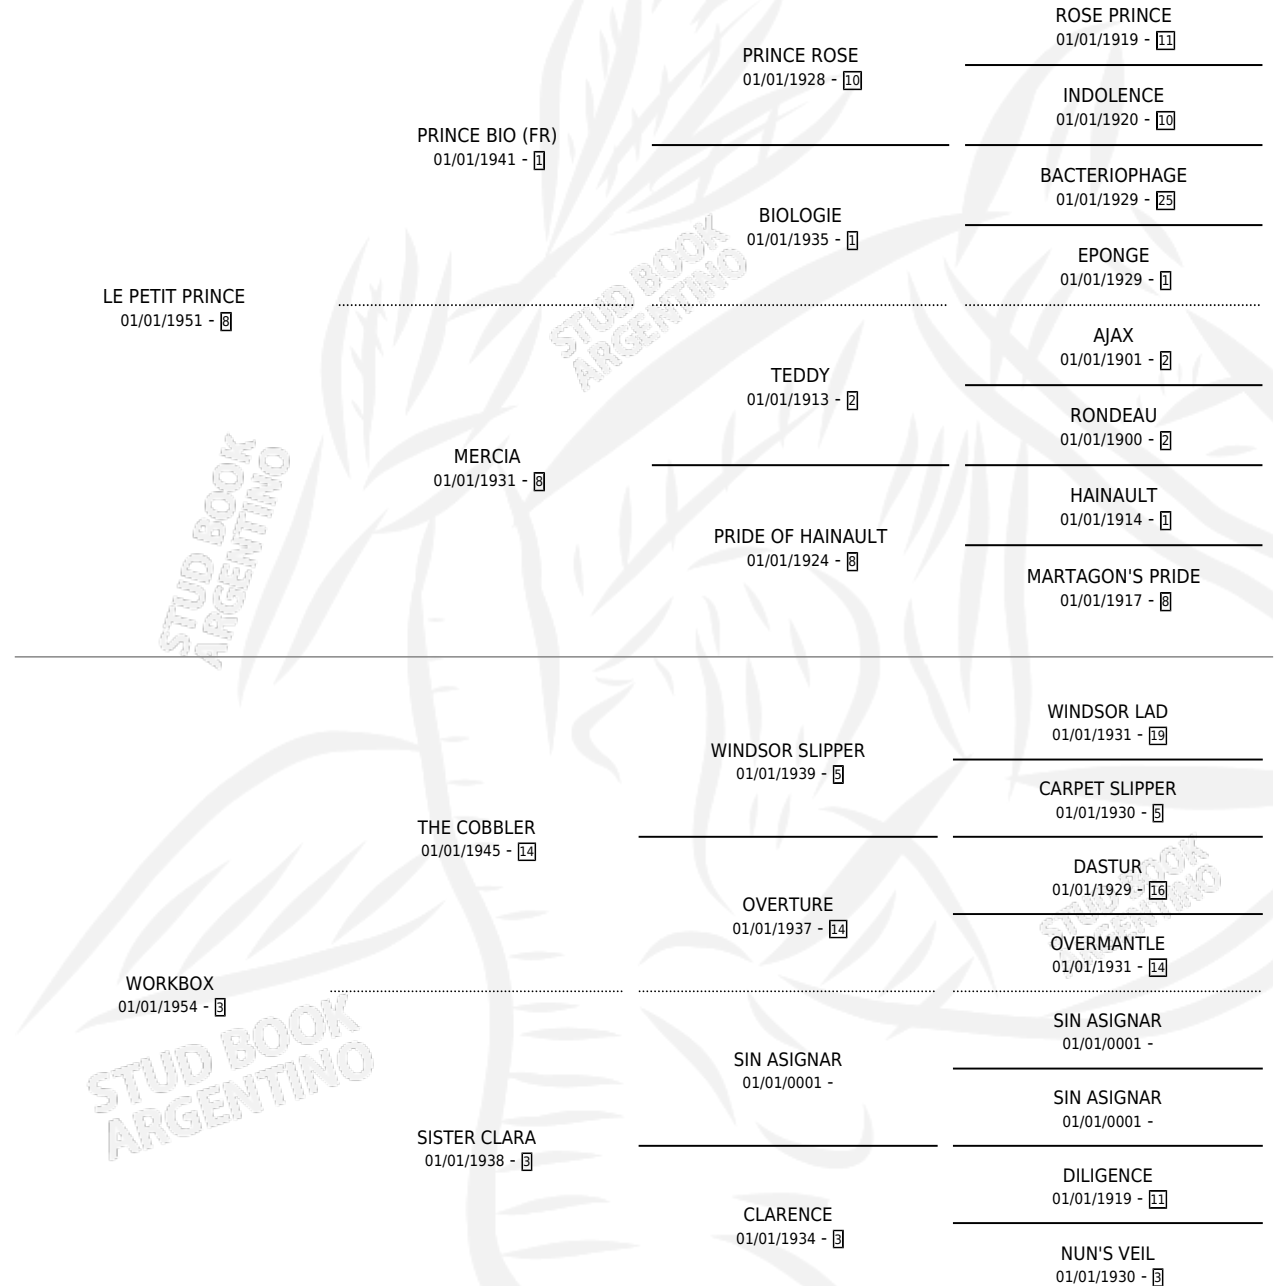 ROSE PRINCE
01/01/1919 - 11
PRINCE ROSE
01/01/1928 - 10
INDOLENCE
01/01/1920 - 10
PRINCE BIO (FR)
01/01/1941 - 1
BACTERIOPHAGE
01/01/1929 - 25
BIOLOGIE
01/01/1935 - 1
EPONGE
01/01/1929 - 1
LE PETIT PRINCE
01/01/1951 - 8
STUD BOOK
ARGENTINO
AJAX
01/01/1901 - 2
TEDDY
01/01/1913 - 2
RONDEAU
01/01/1900 - 2
MERCIA
01/01/1931 - 8
HAINAULT
01/01/1914 - 1
PRIDE OF HAINAULT
01/01/1924 - 8
MARTAGON'S PRIDE
01/01/1917 - 8
STUD BOOK
ARGENTINO
WINDSOR LAD
01/01/1931 - 19
WINDSOR SLIPPER
01/01/1939 - 5
CARPET SLIPPER
01/01/1930 - 5
THE COBBLER
01/01/1945 - 14
DASTUR
01/01/1929 - 16
OVERTURE
01/01/1937 - 14
OVERMANTLE
01/01/1931 - 14
STUD BOOK
ARGENTINO
WORKBOX
01/01/1954 - 3
SIN ASIGNAR
01/01/0001 -
SIN ASIGNAR
01/01/0001 -
SIN ASIGNAR
01/01/0001 -
STUD BOOK
ARGENTINO
SISTER CLARA
01/01/1938 - 3
DILIGENCE
01/01/1919 - 11
CLARENCE
01/01/1934 - 3
NUN'S VEIL
01/01/1930 - 3